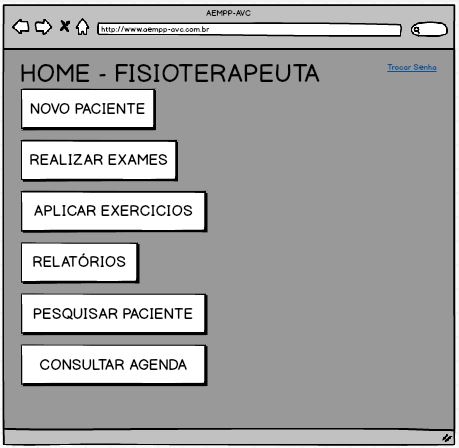 AEMPP-AVC
http://www.aempp-avc.com.br
HOME - FISIOTERAPEUTA
Trocar Senha
NOVO PACIENTE
REALIZAR EXAMES
APLICAR EXERCICIOS
RELATÓRIOS
PESQUISAR PACIENTE
CONSULTAR AGENDA